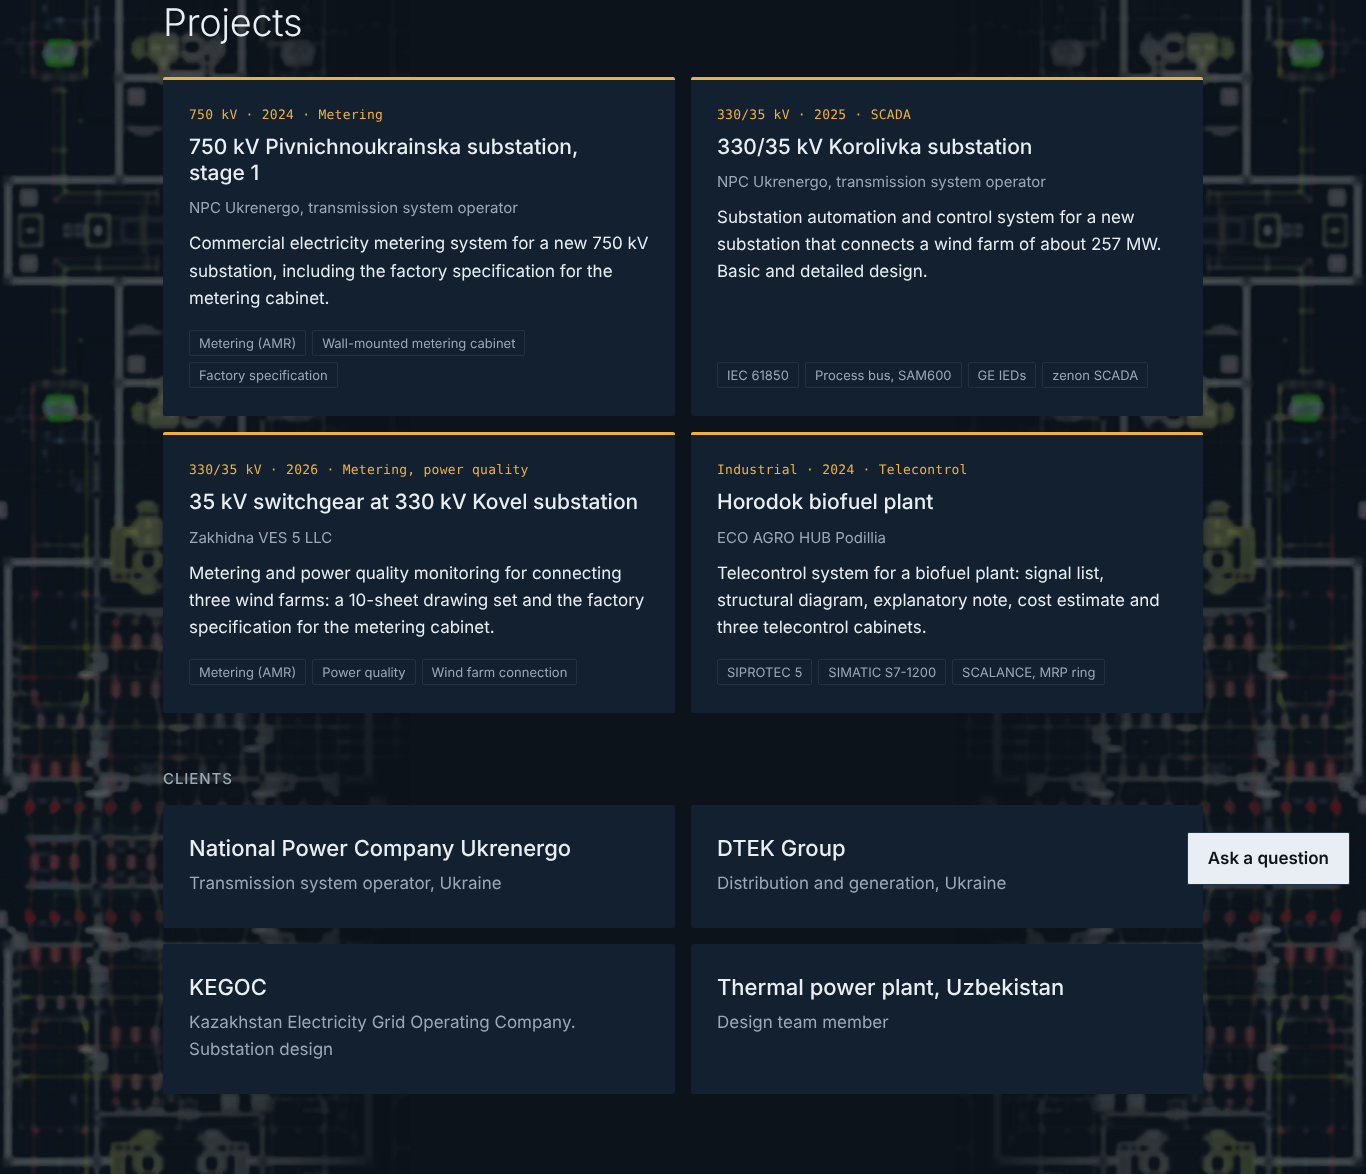 Projects
750 kV · 2024 · Metering
750 kV Pivnichnoukrainska substation,
stage 1
NPC Ukrenergo, transmission system operator
Commercial electricity metering system for a new 750 kV
substation, including the factory specification for the
metering cabinet.
Metering (AMR)
Wall-mounted metering cabinet
Factory specification
330/35 kV · 2025 · SCADA
330/35 kV Korolivka substation
NPC Ukrenergo, transmission system operator
Substation automation and control system for a new
substation that connects a wind farm of about 257 MW.
Basic and detailed design.
IEC 61850
Process bus, SAM600
GE IEDs
zenon SCADA
330/35 kV · 2026 · Metering, power quality
35 kV switchgear at 330 kV Kovel substation
Zakhidna VES 5 LLC
Metering and power quality monitoring for connecting
three wind farms: a 10-sheet drawing set and the factory
specification for the metering cabinet.
Metering (AMR)
Power quality
Wind farm connection
Industrial · 2024 · Telecontrol
Horodok biofuel plant
ECO AGRO HUB Podillia
Telecontrol system for a biofuel plant: signal list,
structural diagram, explanatory note, cost estimate and
three telecontrol cabinets.
SIPROTEC 5
SIMATIC S7-1200
SCALANCE, MRP ring
CLIENTS
National Power Company Ukrenergo
Transmission system operator, Ukraine
DTEK Group
Distribution and generation, Ukraine
Ask a question
KEGOC
Kazakhstan Electricity Grid Operating Company.
Substation design
Thermal power plant, Uzbekistan
Design team member